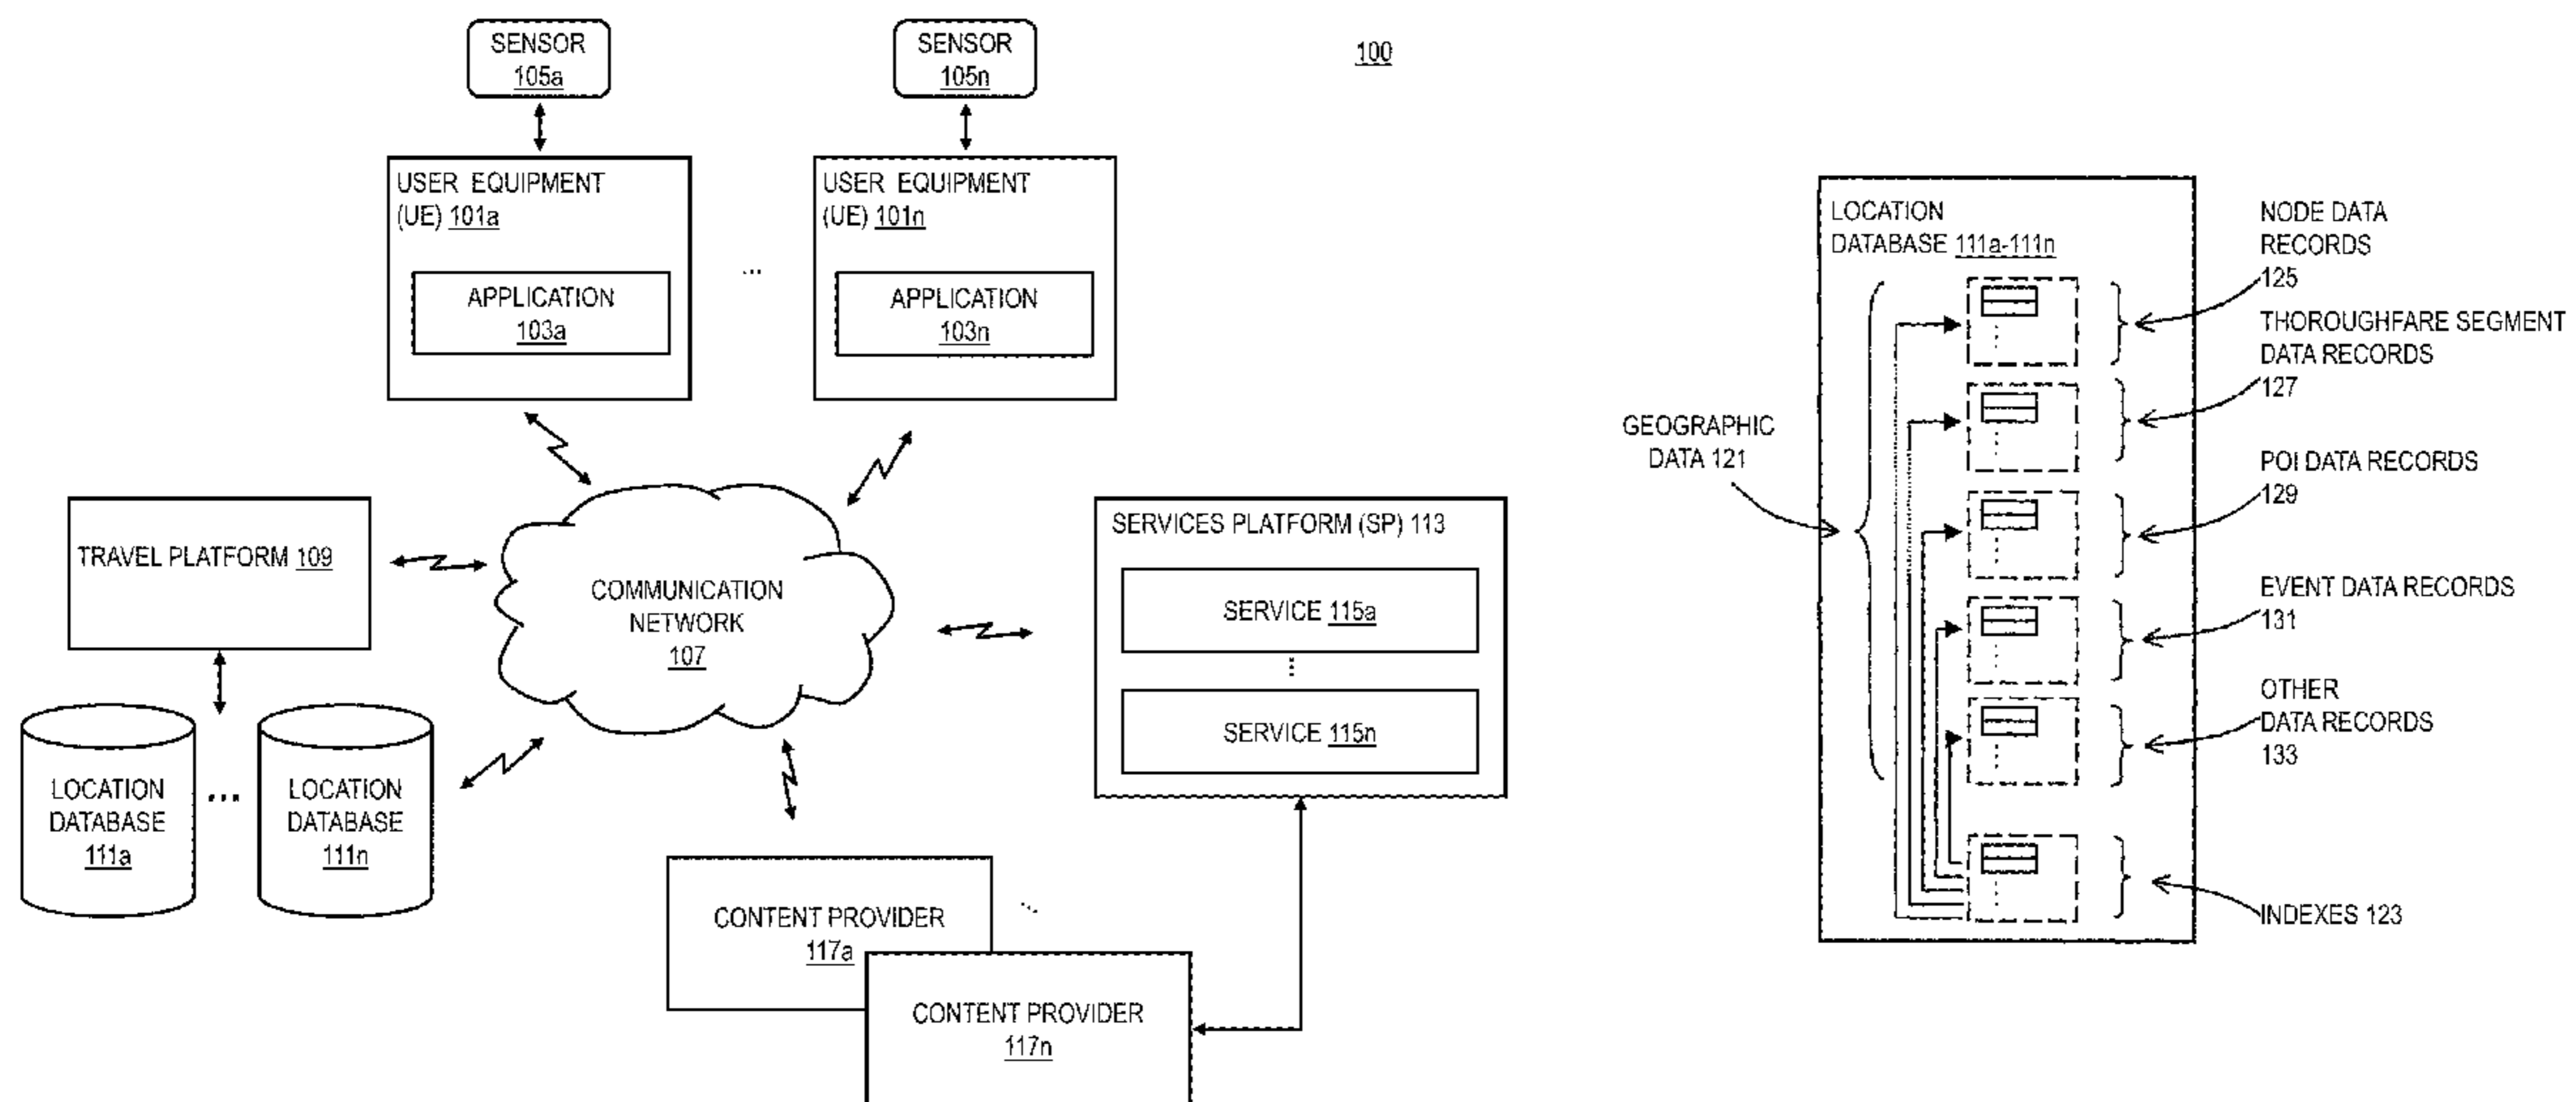 SENSOR
105a
SENSOR
105n
100
USER EQUIPMENT
(UE) 101a
APPLICATION
103a
...
USER EQUIPMENT
(UE) 101n
APPLICATION
103n
TRAVEL PLATFORM 109
COMMUNICATION
NETWORK
107
SERVICES PLATFORM (SP) 113
SERVICE 115a
...
SERVICE 115n
LOCATION
DATABASE
111a
...
LOCATION
DATABASE
111n
CONTENT PROVIDER
117a
...
CONTENT PROVIDER
117n
LOCATION
DATABASE 111a-111n
GEOGRAPHIC
DATA 121
NODE DATA
RECORDS
125
THOROUGHFARE SEGMENT
DATA RECORDS
127
POI DATA RECORDS
129
EVENT DATA RECORDS
131
OTHER
DATA RECORDS
133
INDEXES 123